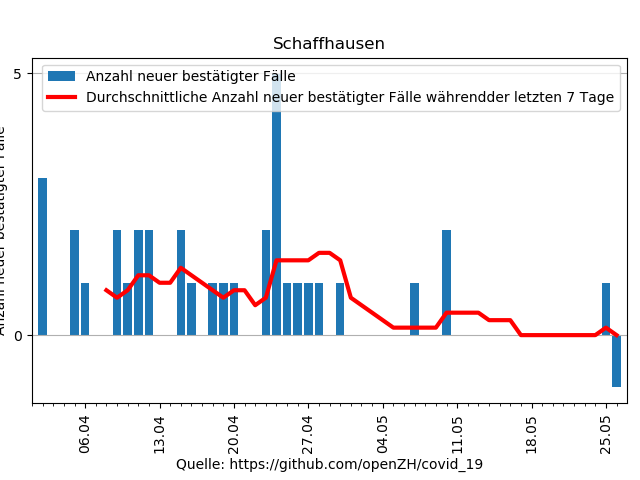 Schaffhausen
Anzahl neuer bestätigter Fälle
Durchschnittliche Anzahl neuer bestätigter Fälle währendder letzten 7 Tage
Anzahl neuer bestätigter Fälle
5
0
06.04 13.04 20.04 27.04 04.05 11.05 18.05 25.05
Quelle: https://github.com/openZH/covid_19